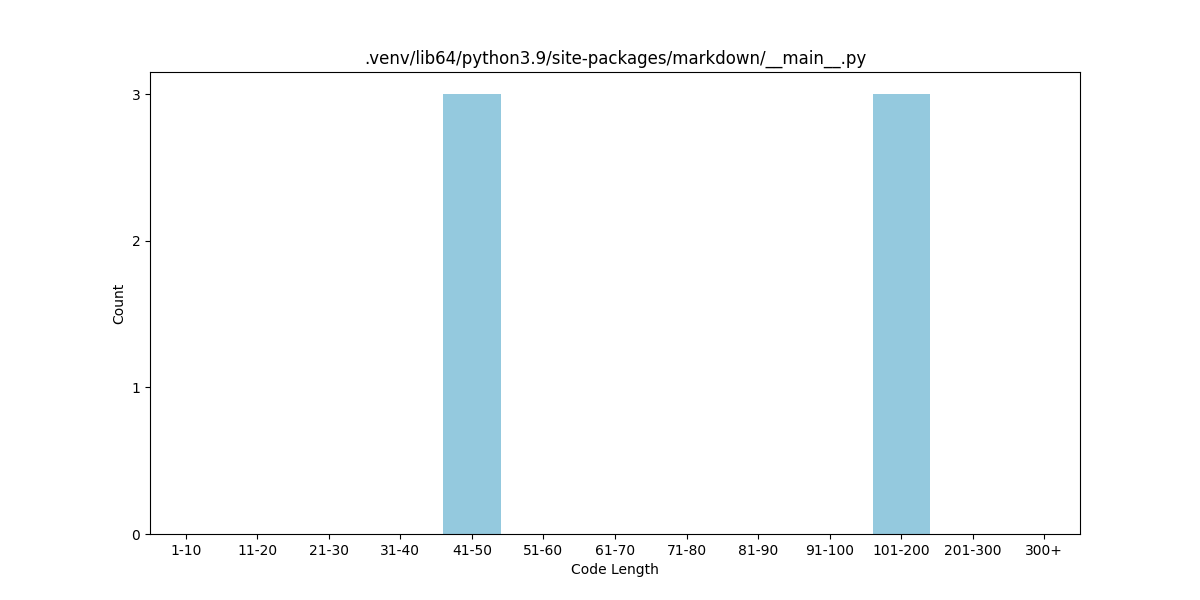 .venv/lib64/python3.9/site-packages/markdown/__main__.py
3
2
1
0
Count
1-10 11-20 21-30 31-40 41-50 51-60 61-70 71-80 81-90 91-100 101-200 201-300 300+
Code Length